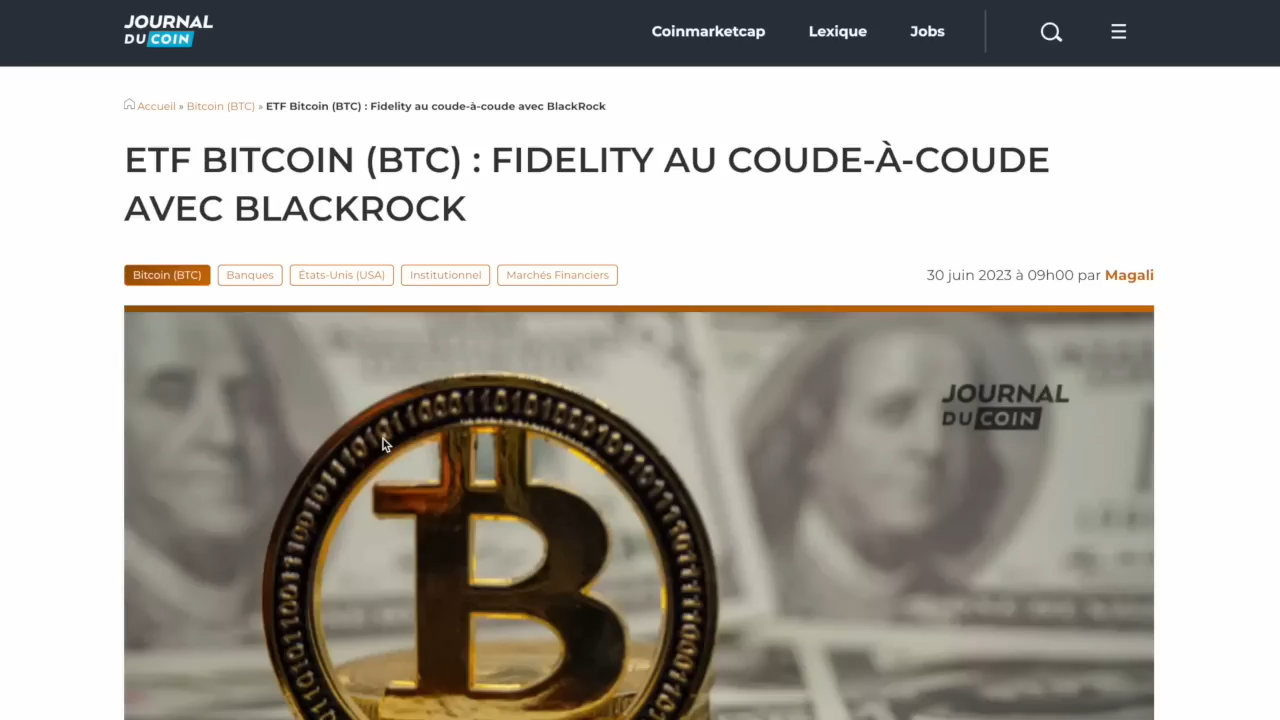 JOURNAL
DU COIN
Coinmarketcap Lexique Jobs
Accueil » Bitcoin (BTC) » ETF Bitcoin (BTC) : Fidelity au coude-à-coude avec BlackRock
ETF BITCOIN (BTC) : FIDELITY AU COUDE-À-COUDE
AVEC BLACKROCK
Bitcoin (BTC) Banques États-Unis (USA) Institutionnel Marchés Financiers
30 juin 2023 à 09h00 par Magali
JOURNAL
DU COIN